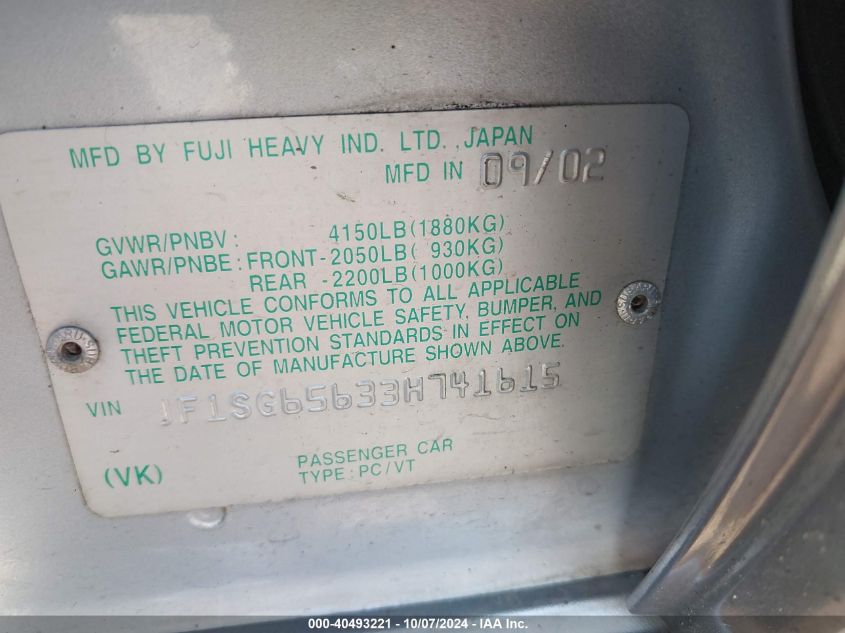 MFD BY FUJI HEAVY IND. LTD., JAPAN
MFD IN 09/02
GVWR/PNBV: 4150LB(1880KG)
GAWR/PNBE: FRONT-2050LB( 930KG)
REAR -2200LB(1000KG)
THIS VEHICLE CONFORMS TO ALL APPLICABLE
FEDERAL MOTOR VEHICLE SAFETY, BUMPER, AND
THEFT PREVENTION STANDARDS IN EFFECT ON
THE DATE OF MANUFACTURE SHOWN ABOVE.
VIN JF1SG65633H741615
PASSENGER CAR
(VK) TYPE: PC/VT
000-40493221 - 10/07/2024 - IAA Inc.